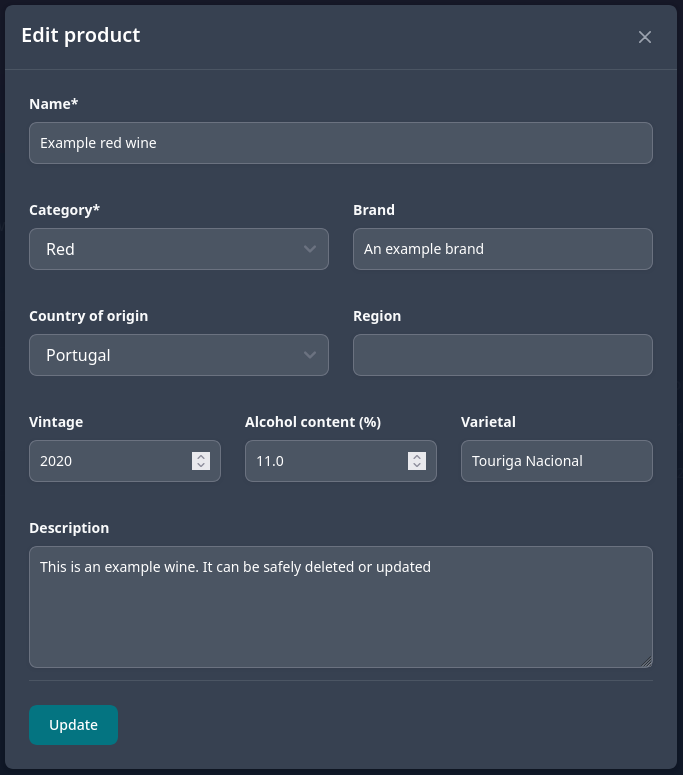 Edit product
Name*
Example red wine
Category*
Brand
Red
An example brand
Country of origin
Region
Portugal
Vintage
Alcohol content (%)
Varietal
2020
11.0
Touriga Nacional
Description
This is an example wine. It can be safely deleted or updated
Update